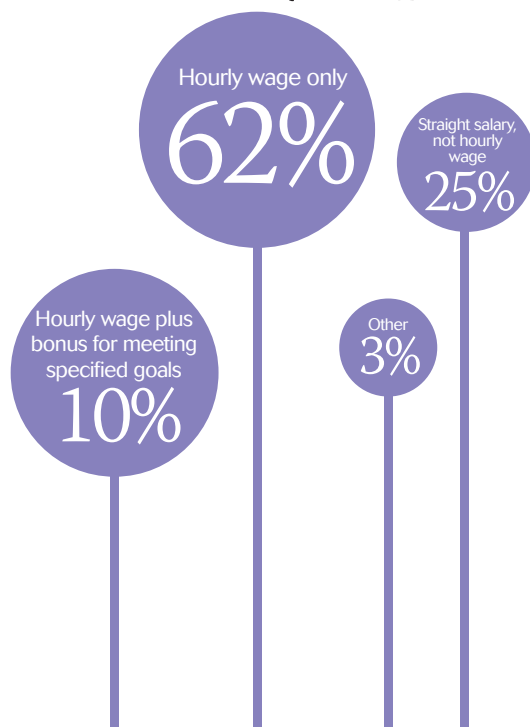 Hourly wage only
62%
Straight salary,
not hourly
wage
25%
Hourly wage plus
bonus for meeting
specified goals
10%
Other
3%